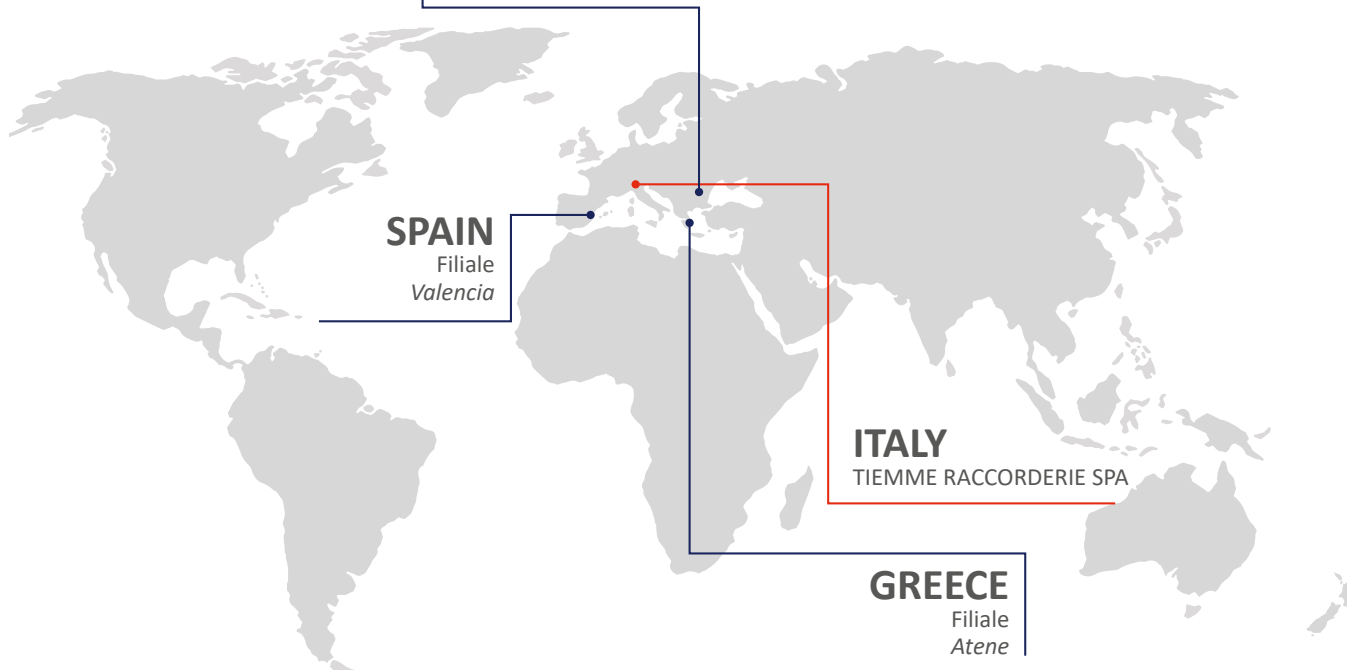 SPAIN
Filiale
Valencia
ITALY
TIEMME RACCORDERIE SPA
GREECE
Filiale
Atene